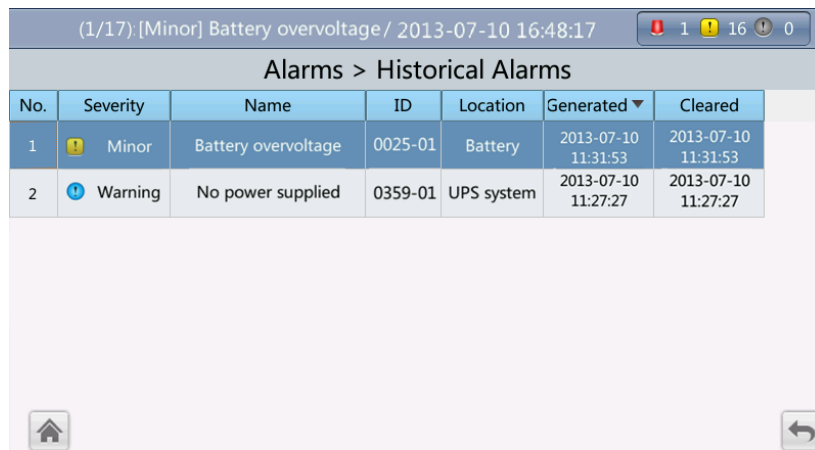 (1/17):[Minor] Battery overvoltage / 2013-07-10 16:48:17 1 16 0
Alarms > Historical Alarms
No. Severity Name ID Location Generated Cleared
1 Minor Battery overvoltage 0025-01 Battery 2013-07-10 11:31:53 2013-07-10 11:31:53
2 Warning No power supplied 0359-01 UPS system 2013-07-10 11:27:27 2013-07-10 11:27:27